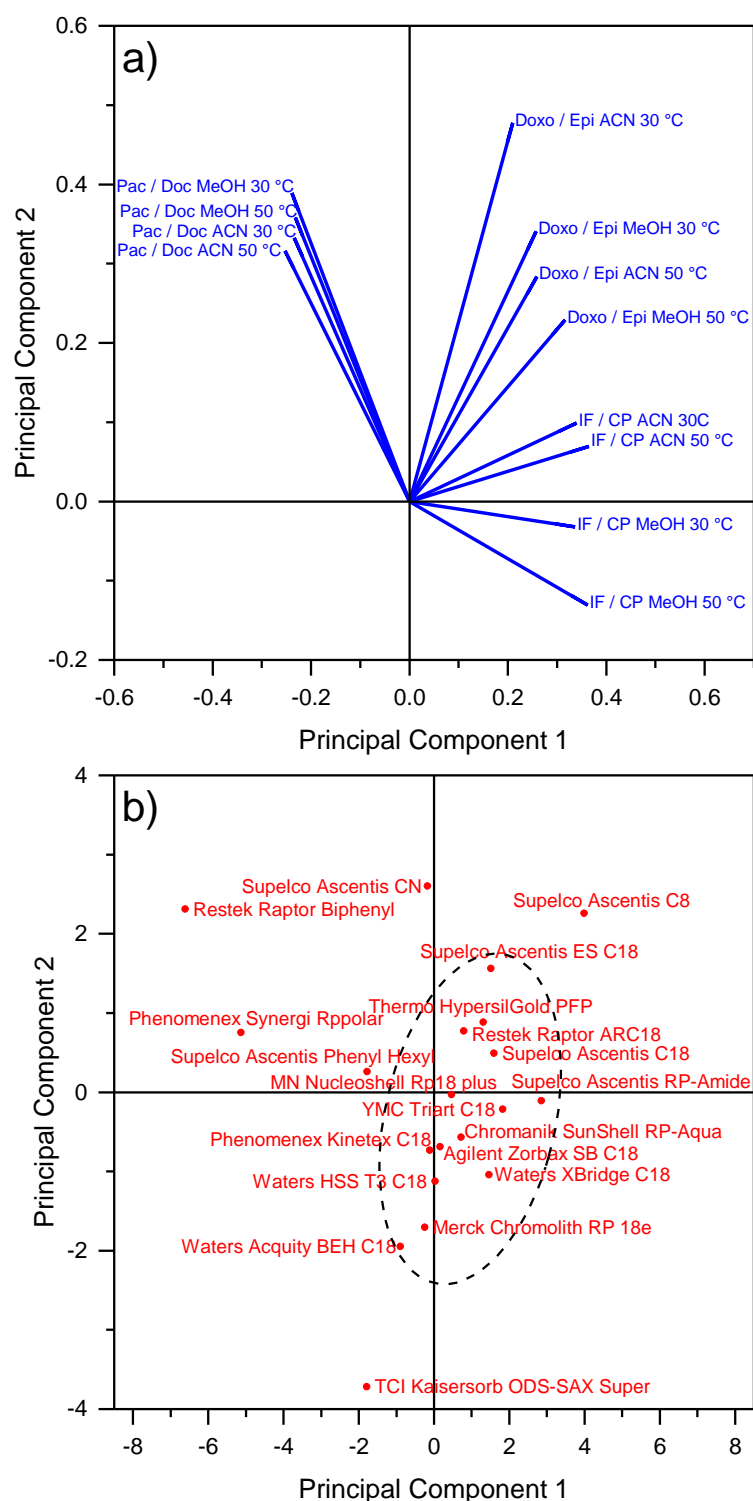 a)
0.6
0.4
0.2
0.0
-0.2
Principal Component 2
Doxo / Epi ACN 30 °C
Pac / Doc MeOH 30 °C
Pac / Doc MeOH 50 °C
Pac / Doc ACN 30 °C
Pac / Doc ACN 50 °C
Doxo / Epi MeOH 30 °C
Doxo / Epi ACN 50 °C
Doxo / Epi MeOH 50 °C
IF / CP ACN 30C
IF / CP ACN 50 °C
IF / CP MeOH 30 °C
IF / CP MeOH 50 °C
-0.6 -0.4 -0.2 0.0 0.2 0.4 0.6
Principal Component 1
b)
4
2
0
-2
-4
Principal Component 2
Supelco Ascentis CN
Restek Raptor Biphenyl
Supelco Ascentis C8
Supelco Ascentis ES C18
Thermo HypersilGold PFP
Phenomenex Synergi Rppolar
Restek Raptor ARC18
Supelco Ascentis Phenyl Hexyl
Supelco Ascentis C18
MN Nucleoshell Rp18 plus
Supelco Ascentis RP-Amide
YMC Triart C18
Phenomenex Kinetex C18
Chromanik SunShell RP-Aqua
Agilent Zorbax SB C18
Waters HSS T3 C18
Waters XBridge C18
Merck Chromolith RP 18e
Waters Acquity BEH C18
TCI Kaisersorb ODS-SAX Super
-8 -6 -4 -2 0 2 4 6 8
Principal Component 1